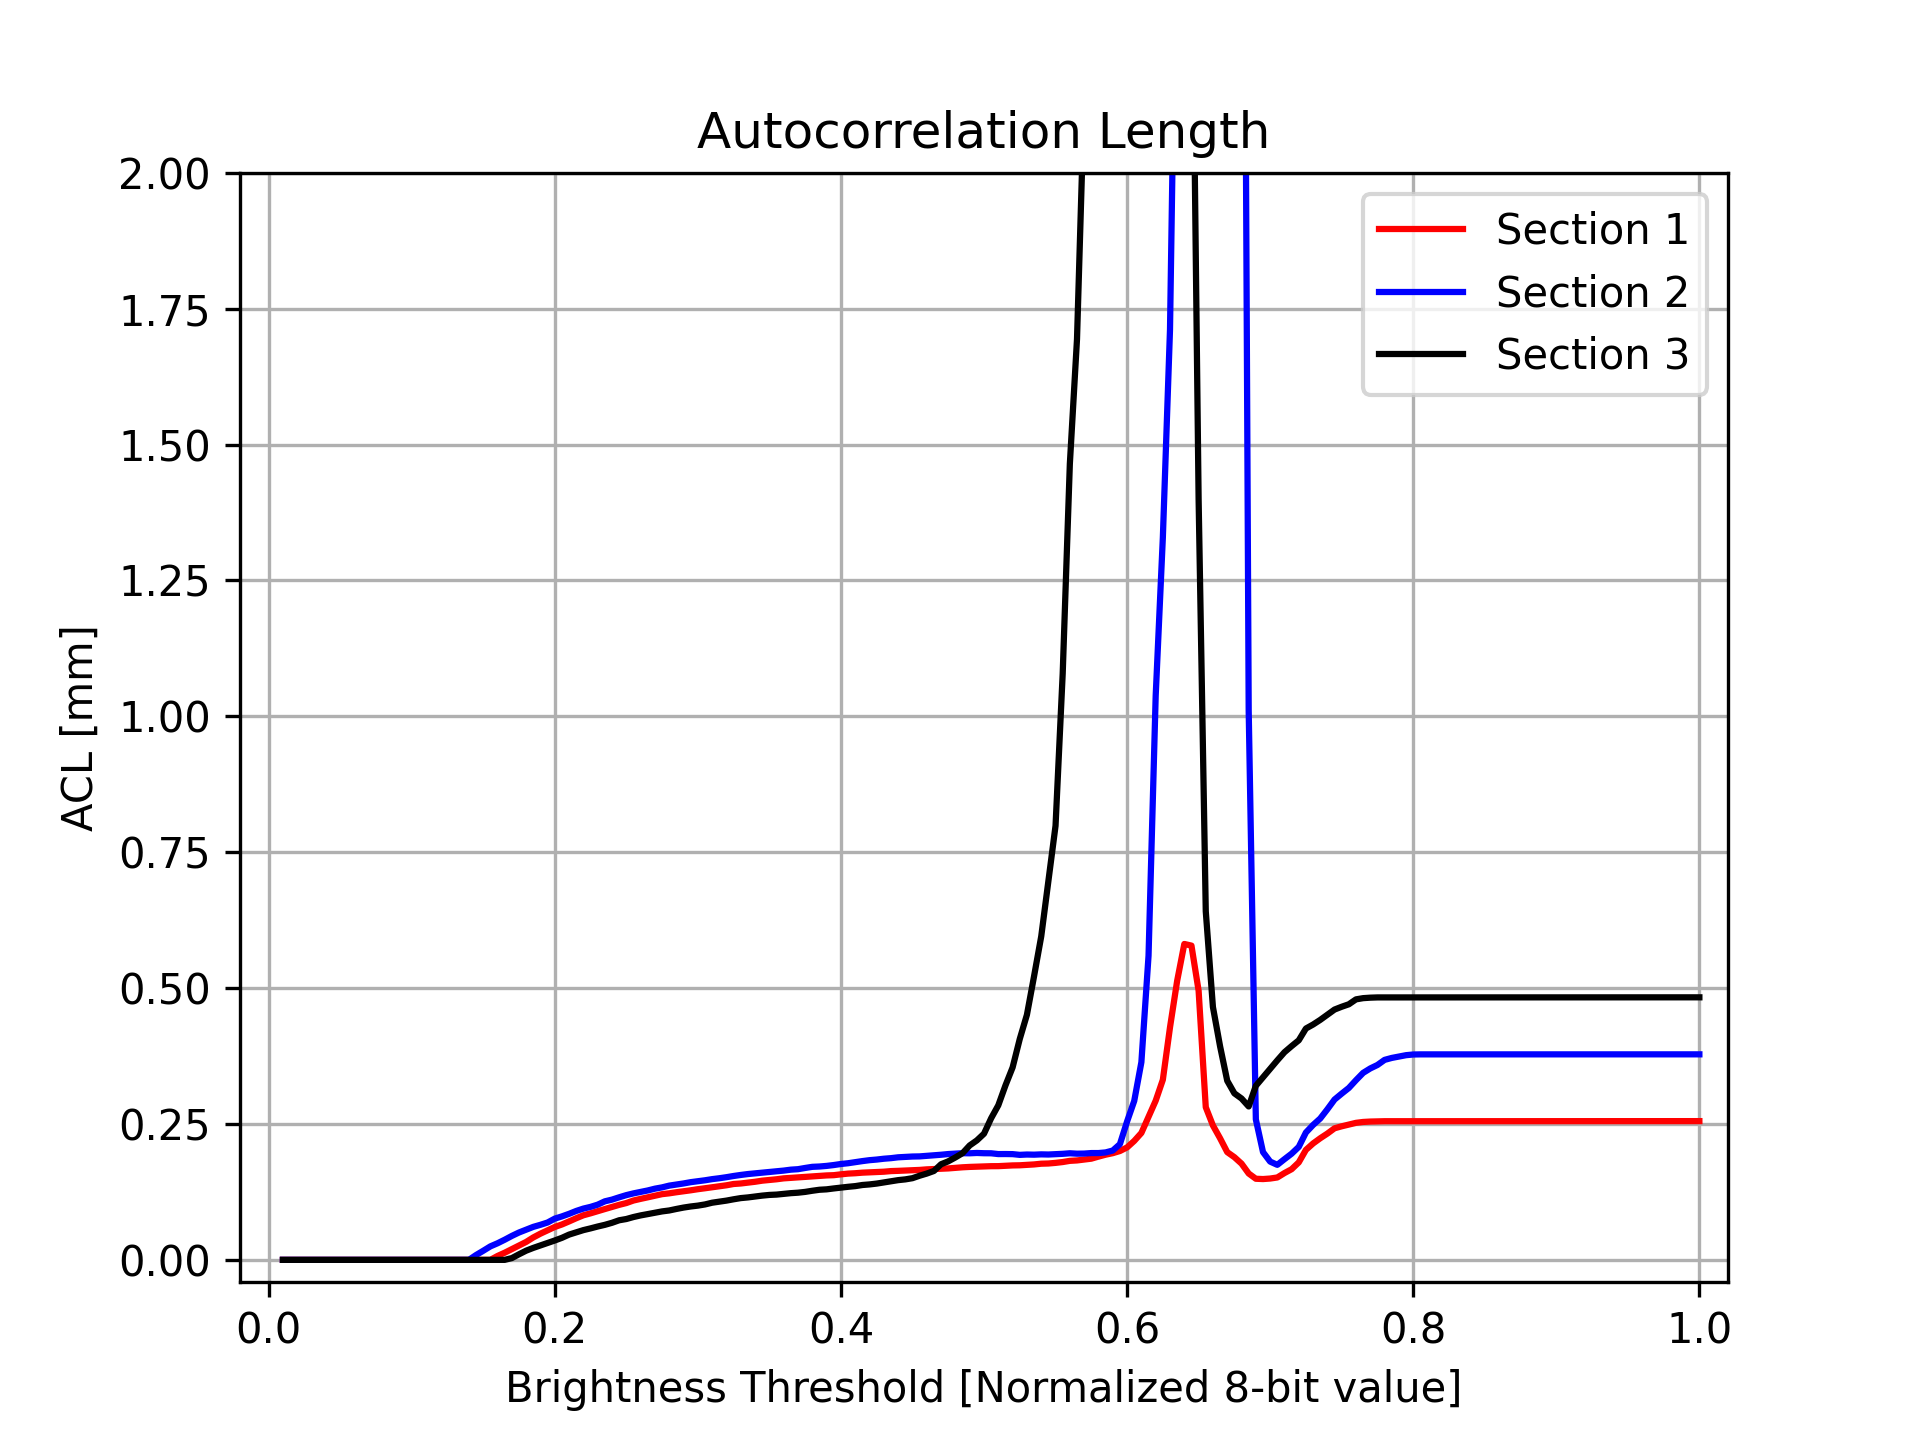 Autocorrelation Length
2.00
1.75
1.50
1.25
1.00
0.75
0.50
0.25
0.00
ACL [mm]
Section 1
Section 2
Section 3
0.0 0.2 0.4 0.6 0.8 1.0
Brightness Threshold [Normalized 8-bit value]